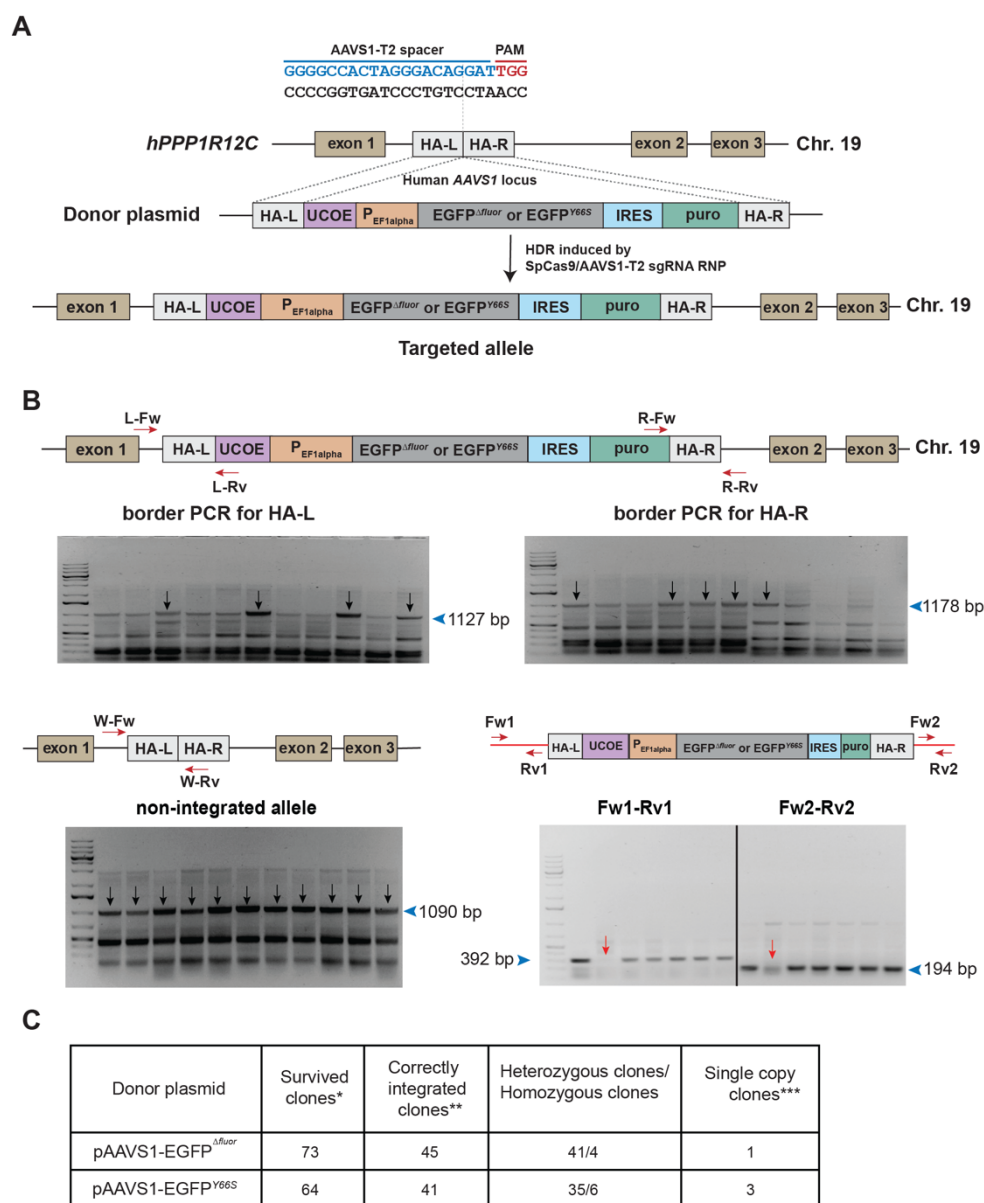 A
AAVS1-T2 spacer PAM
GGGGCCACTAGGGACAGGATTGG
CCCCGGTGATCCCTGTCCTAACC
hPPP1R12C exon 1 HA-L HA-R exon 2 exon 3 Chr. 19
Human AAVS1 locus
Donor plasmid HA-L UCOE PEF1alpha EGFPΔfluor or EGFPY66S IRES puro HA-R
HDR induced by
SpCas9/AAVS1-T2 sgRNA RNP
exon 1 HA-L UCOE PEF1alpha EGFPΔfluor or EGFPY66S IRES puro HA-R exon 2 exon 3 Chr. 19
Targeted allele
B
L-Fw R-Fw
exon 1 HA-L UCOE PEF1alpha EGFPΔfluor or EGFPY66S IRES puro HA-R exon 2 exon 3 Chr. 19
L-Rv R-Rv
border PCR for HA-L border PCR for HA-R
1127 bp 1178 bp
W-Fw
exon 1 HA-L HA-R exon 2 exon 3
W-Rv
non-integrated allele
1090 bp
Fw1 Fw2
HA-L UCOE PEF1alpha EGFPΔfluor or EGFPY66S IRES puro HA-R
Rv1 Rv2
Fw1-Rv1 Fw2-Rv2
392 bp 194 bp
C
Donor plasmid Survived clones* Correctly integrated clones** Heterozygous clones/ Homozygous clones Single copy clones***
pAAVS1-EGFPΔfluor 73 45 41/4 1
pAAVS1-EGFPY66S 64 41 35/6 3